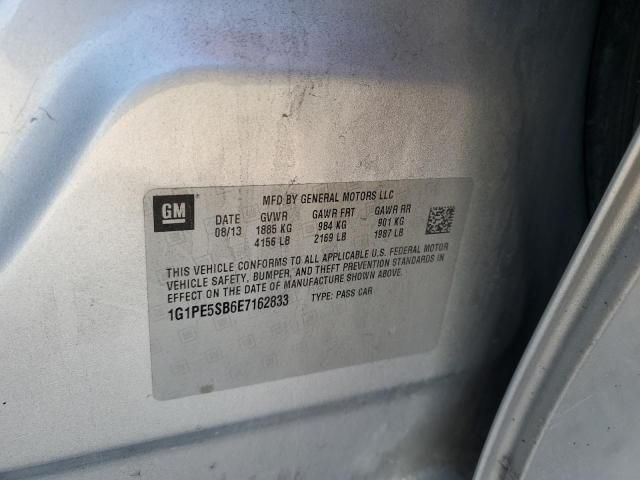 MFD BY GENERAL MOTORS LLC
GM
DATE GVWR GAWR FRT GAWR RR
08/13 1885 KG 984 KG 901 KG
4156 LB 2169 LB 1987 LB
THIS VEHICLE CONFORMS TO ALL APPLICABLE U.S. FEDERAL MOTOR
VEHICLE SAFETY, BUMPER, AND THEFT PREVENTION STANDARDS IN
EFFECT ON THE DATE OF MANUFACTURE SHOWN ABOVE.
1G1PE5SB6E7162833 TYPE: PASS CAR